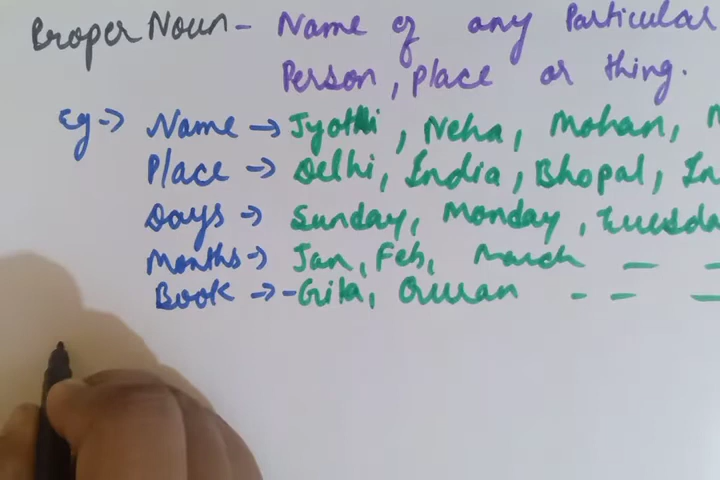 Proper Noun - Name of any Particular
Person, Place or thing.
Eg -> Name -> Jyothi, Neha, Mohan,
Place -> Delhi, India, Bhopal,
Days -> Sunday, Monday,
Months -> Jan, Feb, March — —
Book -> - Gita, Quran - - —